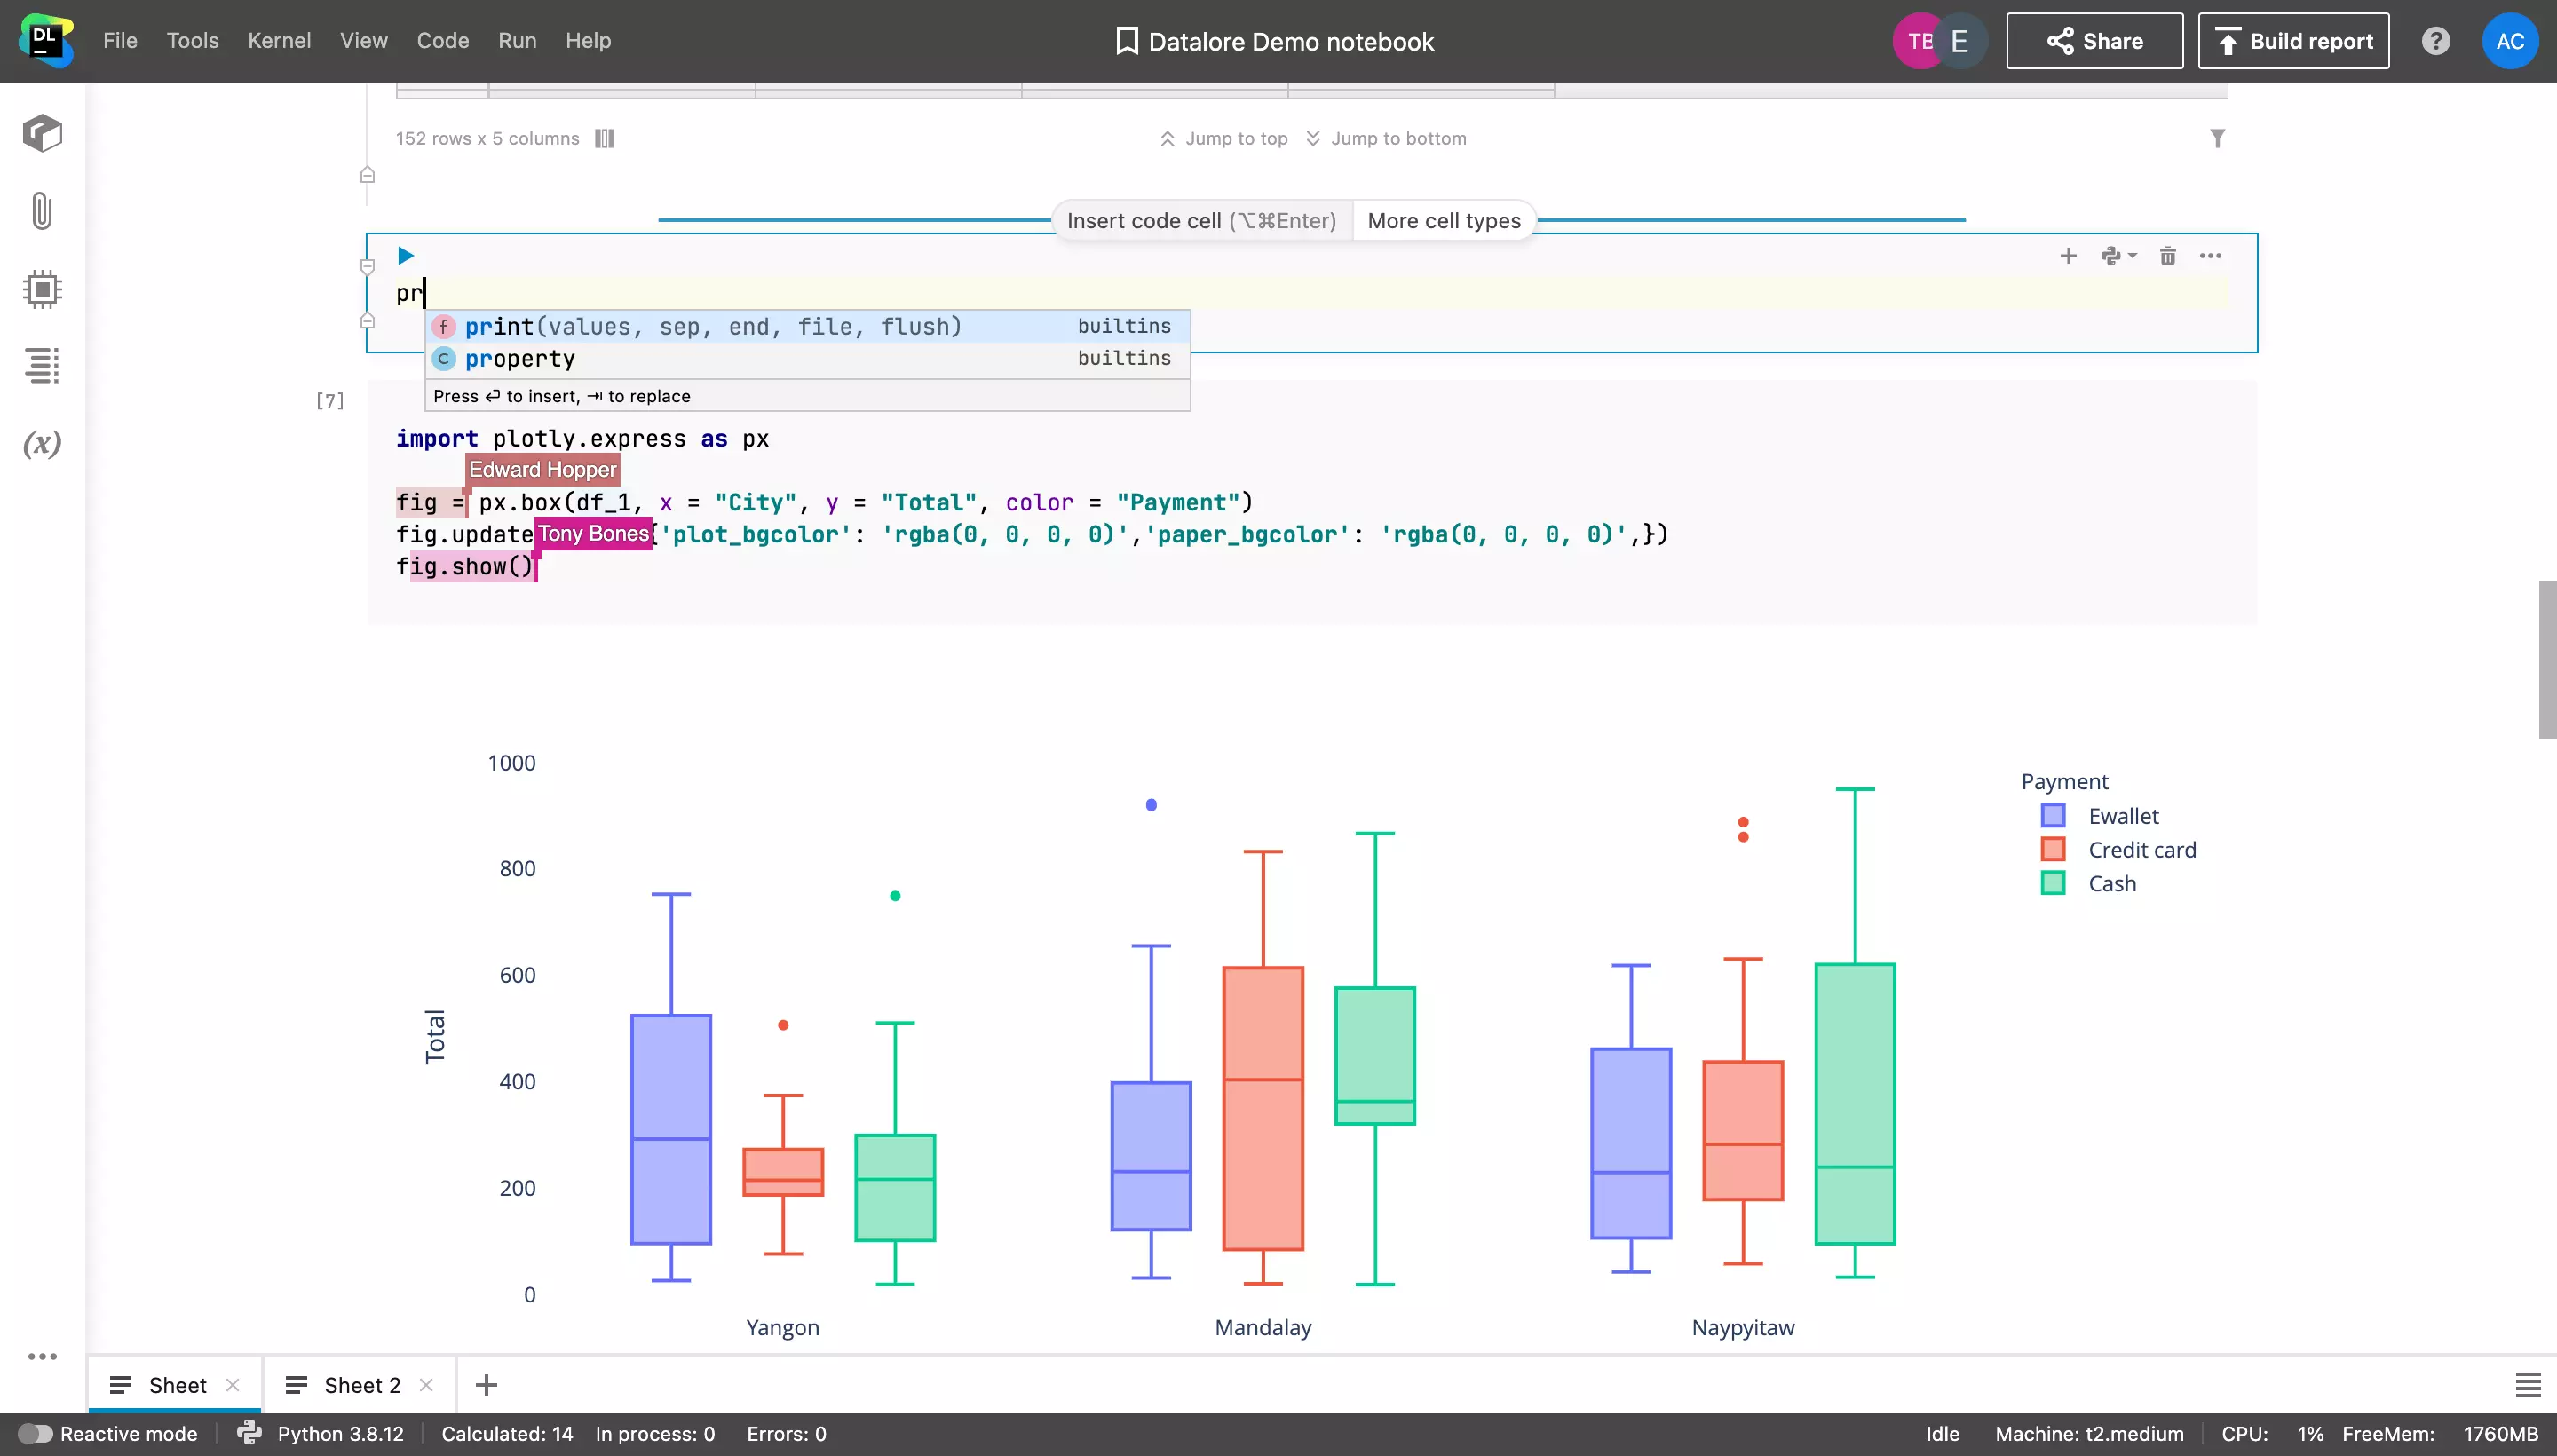 DL
File Tools Kernel View Code Run Help
Datalore Demo notebook
TB E Share Build report ? AC
152 rows x 5 columns
Jump to top Jump to bottom
Insert code cell (⌥⌘Enter) More cell types
pr
f print(values, sep, end, file, flush) builtins
C property builtins
Press ⏎ to insert, ⇥ to replace
(x)
[7]
import plotly.express as px
Edward Hopper
fig = px.box(df_1, x = "City", y = "Total", color = "Payment")
fig.update Tony Bones {'plot_bgcolor': 'rgba(0, 0, 0, 0)','paper_bgcolor': 'rgba(0, 0, 0, 0)',})
fig.show()
1000
800
600
400
200
0
Total
Yangon Mandalay Naypyitaw
Payment
Ewallet
Credit card
Cash
Sheet Sheet 2
Reactive mode Python 3.8.12 Calculated: 14 In process: 0 Errors: 0 Idle Machine: t2.medium CPU: 1% FreeMem: 1760MB